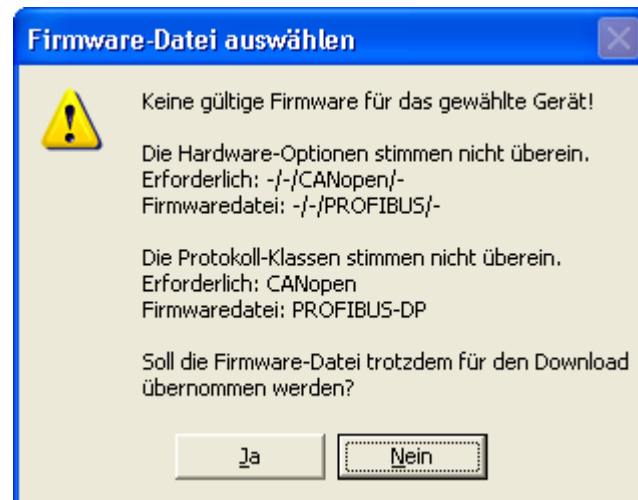 Firmware-Datei auswählen
Keine gültige Firmware für das gewählte Gerät!
Die Hardware-Optionen stimmen nicht überein.
Erforderlich: -/-/CANopen/-
Firmwaredatei: -/-/PROFIBUS/-
Die Protokoll-Klassen stimmen nicht überein.
Erforderlich: CANopen
Firmwaredatei: PROFIBUS-DP
Soll die Firmware-Datei trotzdem für den Download
übernommen werden?
Ja
Nein